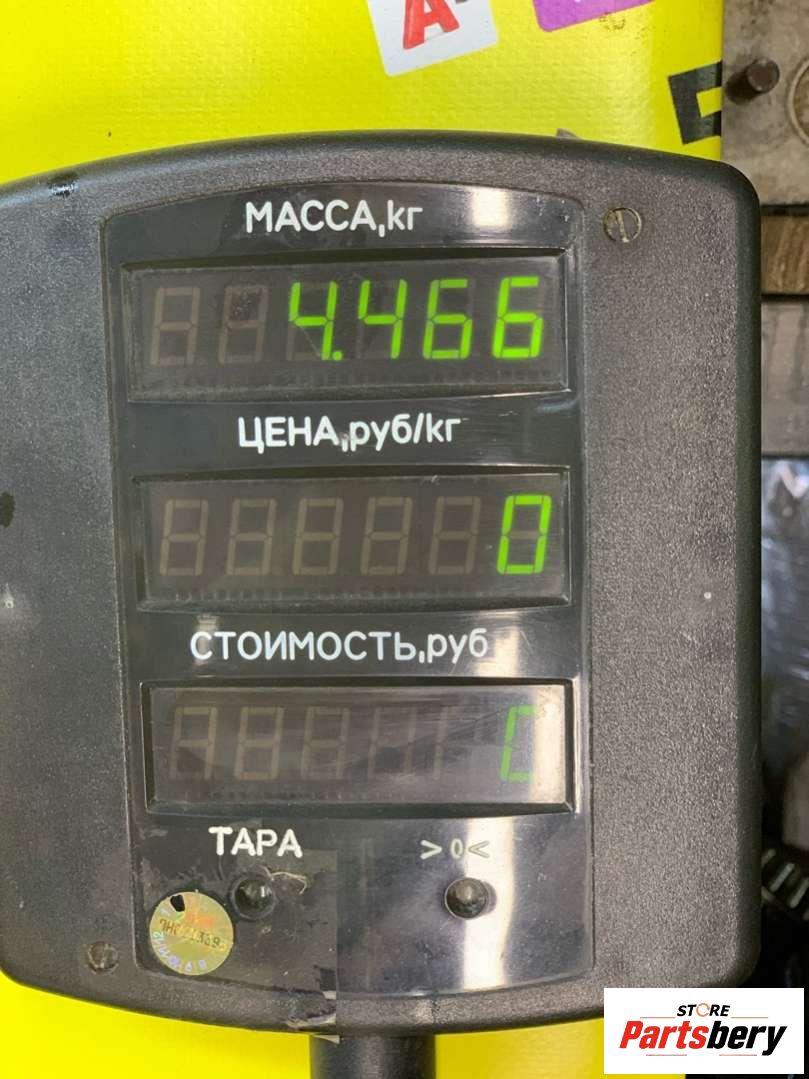 A
МАССА,кг
4.466
ЦЕНА,руб/кг
0
СТОИМОСТЬ,руб
ТАРА
>0<
STORE
Partsbery